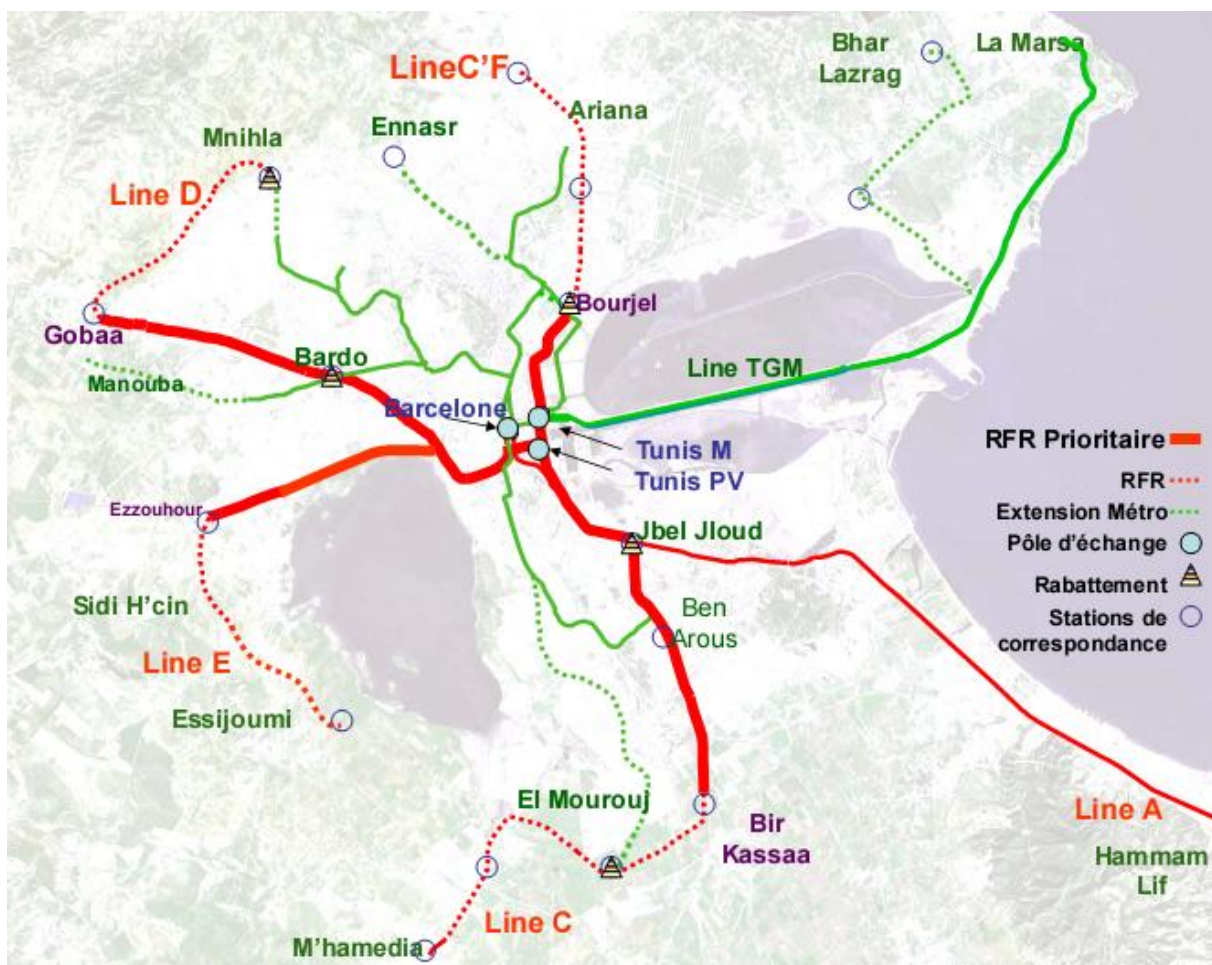 Bhar
Lazrag
La Marsa
LineC'F
Ariana
Ennasr
Mnihla
Line D
Bourjel
Gobaa
Bardo
Manouba
Line TGM
Barcelone
Tunis M
Tunis PV
RFR Prioritaire
RFR
Extension Métro
Pôle d'échange
Rabattement
Stations de
correspondance
Ezzouhour
Jbel Jloud
Sidi H'cin
Ben
Arous
Line E
Essijoumi
El Mourouj
Bir
Kassaa
Line A
Hammam
Lif
Line C
M'hamedia